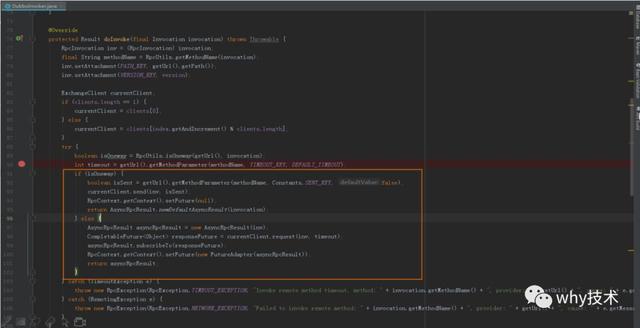 DubboInvoker.java
@Override
protected Result doInvoke(final Invocation invocation) throws Throwable {
RpcInvocation inv = (RpcInvocation) invocation;
final String methodName = RpcUtils.getMethodName(invocation);
inv.setAttachment(PATH_KEY, getUrl().getPath());
inv.setAttachment(VERSION_KEY, version);
ExchangeClient currentClient;
if (clients.length == 1) {
currentClient = clients[0];
} else {
currentClient = clients[index.getAndIncrement() % clients.length];
}
try {
boolean isOneway = RpcUtils.isOneway(getUrl(), invocation);
int timeout = getUrl().getMethodParameter(methodName, TIMEOUT_KEY, DEFAULT_TIMEOUT);
if (isOneway) {
boolean isSent = getUrl().getMethodParameter(methodName, Constants.SENT_KEY, defaultValue: false);
currentClient.send(inv, isSent);
RpcContext.getContext().setFuture(null);
return AsyncRpcResult.newDefaultAsyncResult(invocation);
} else {
AsyncRpcResult asyncRpcResult = new AsyncRpcResult(inv);
CompletableFuture<Object> responseFuture = currentClient.request(inv, timeout);
asyncRpcResult.subscribeTo(responseFuture);
RpcContext.getContext().setFuture(new FutureAdapter(asyncRpcResult));
return asyncRpcResult;
}
} catch (TimeoutException e) {
throw new RpcException(RpcException.TIMEOUT_EXCEPTION, "Invoke remote method timeout. method: " + invocation.getMethodName() + ", provider: " + getUrl()
} catch (RemotingException e) {
throw new RpcException(RpcException.NETWORK_EXCEPTION, "Failed to invoke remote method: " + invocation.getMethodName() + ", provider: " + getUrl()
why技术